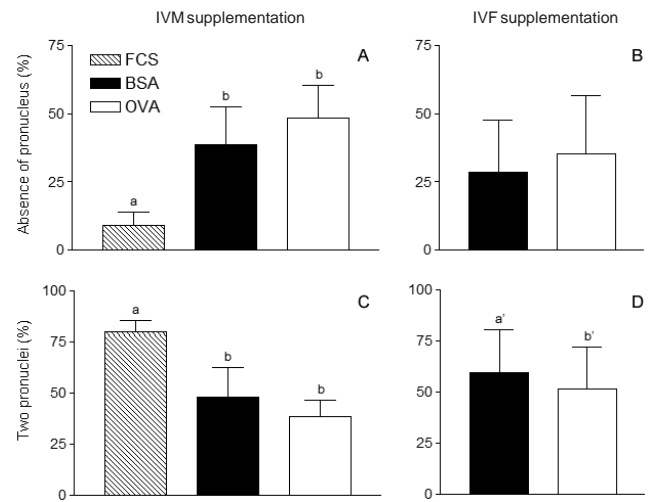 IVM supplementation
IVF supplementation
Absence of pronucleus (%)
75
50
25
0
FCS
BSA
OVA
A
a
b
b
75
50
25
0
B
Two pronuclei (%)
100
75
50
25
0
C
a
b
b
100
75
50
25
0
D
a'
b'